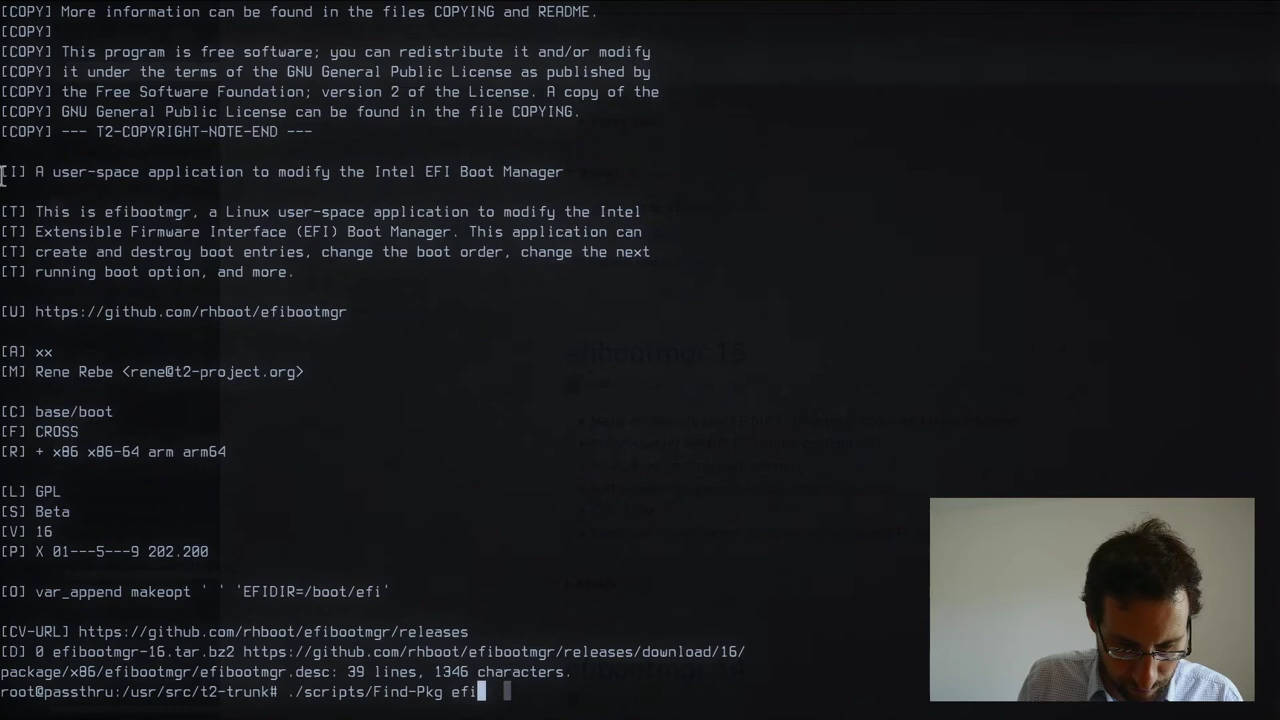 [COPY] More information can be found in the files COPYING and README.
[COPY]
[COPY] This program is free software; you can redistribute it and/or modify
[COPY] it under the terms of the GNU General Public License as published by
[COPY] the Free Software Foundation; version 2 of the License. A copy of the
[COPY] GNU General Public License can be found in the file COPYING.
[COPY] --- T2-COPYRIGHT-NOTE-END ---
[I] A user-space application to modify the Intel EFI Boot Manager
[T] This is efibootmgr, a Linux user-space application to modify the Intel
[T] Extensible Firmware Interface (EFI) Boot Manager. This application can
[T] create and destroy boot entries, change the boot order, change the next
[T] running boot option, and more.
[U] https://github.com/rhboot/efibootmgr
[A] xx
[M] Rene Rebe <rene@t2-project.org>
[C] base/boot
[F] CROSS
[R] + x86 x86-64 arm arm64
[L] GPL
[S] Beta
[V] 16
[P] X 01---5---9 202.200
[O] var_append makeopt ' ' 'EFIDIR=/boot/efi'
[CV-URL] https://github.com/rhboot/efibootmgr/releases
[D] 0 efibootmgr-16.tar.bz2 https://github.com/rhboot/efibootmgr/releases/download/16/
package/x86/efibootmgr/efibootmgr.desc: 39 lines, 1346 characters.
root@passthru:/usr/src/t2-trunk# ./scripts/Find-Pkg efi
efibootmgr 15